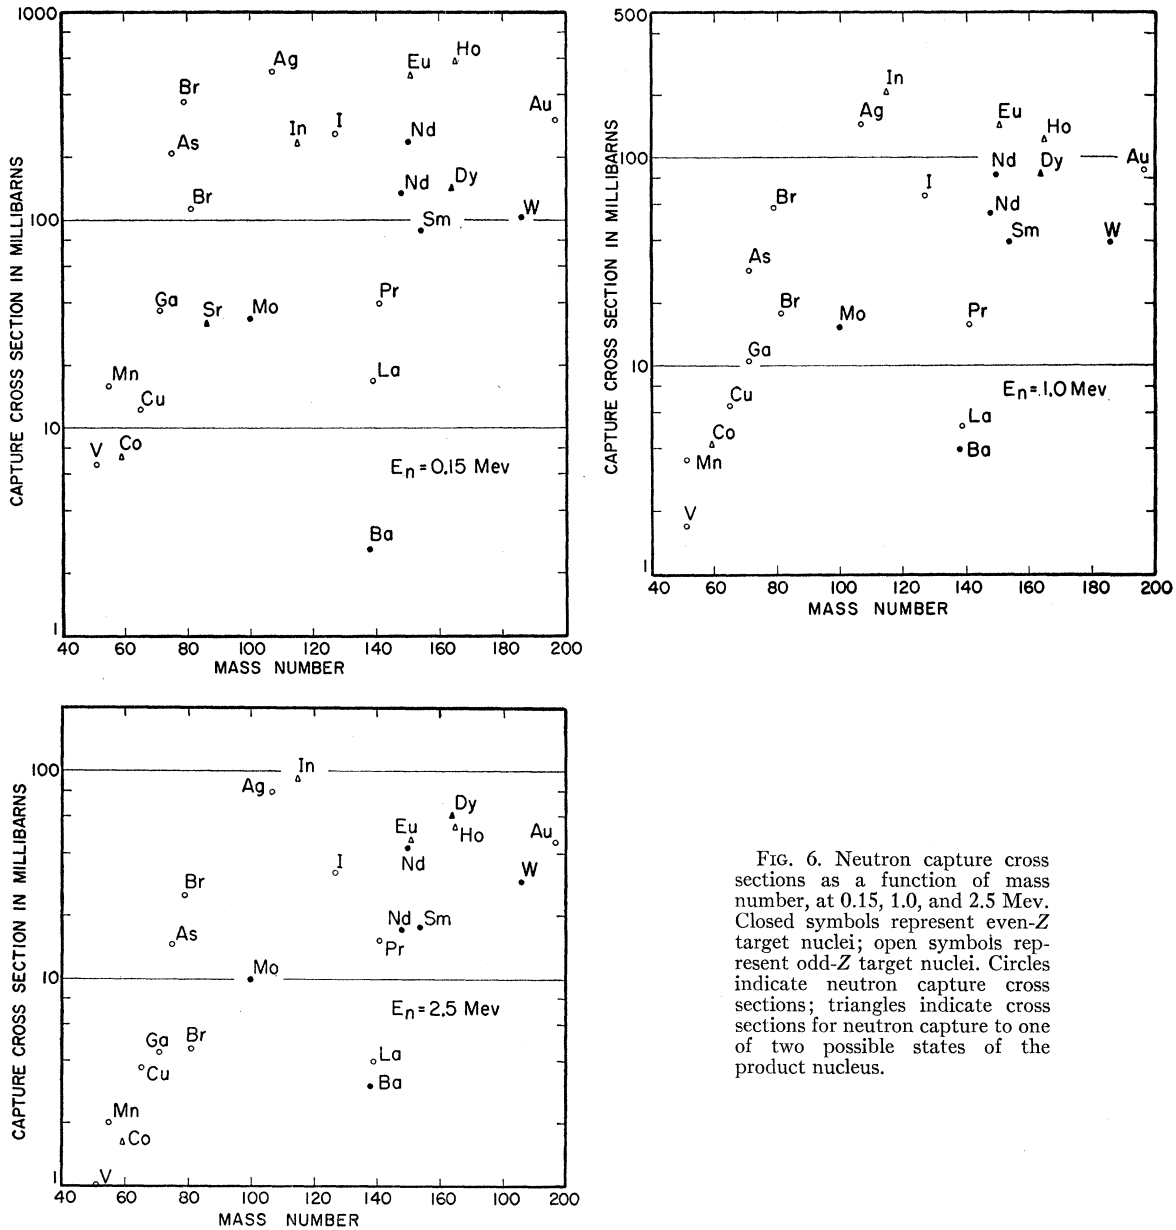 1000
100
10
1
CAPTURE CROSS SECTION IN MILLIBARNS
Ag
Eu
Ho
Br
Au
In
I
Nd
As
Nd
Dy
Br
Sm
W
Ga
Sr
Mo
Pr
Mn
Cu
La
V
Co
En = 0.15 Mev
Ba
40 60 80 100 120 140 160 180 200
MASS NUMBER
500
100
10
1
CAPTURE CROSS SECTION IN MILLIBARNS
In
Ag
Eu
Ho
Nd
Dy
Au
Br
I
Nd
Sm
W
As
Br
Mo
Pr
Ga
En = 1.0 Mev
Cu
Co
La
Mn
Ba
V
40 60 80 100 120 140 160 180 200
MASS NUMBER
100
10
1
CAPTURE CROSS SECTION IN MILLIBARNS
In
Ag
Dy
Eu
Ho
Au
I
Nd
W
Br
As
Nd
Sm
Pr
Mo
En = 2.5 Mev
Ga
Br
Cu
La
Ba
Mn
Co
V
40 60 80 100 120 140 160 180 200
MASS NUMBER
FIG. 6. Neutron capture cross
sections as a function of mass
number, at 0.15, 1.0, and 2.5 Mev.
Closed symbols represent even-Z
target nuclei; open symbols rep-
resent odd-Z target nuclei. Circles
indicate neutron capture cross
sections; triangles indicate cross
sections for neutron capture to one
of two possible states of the
product nucleus.